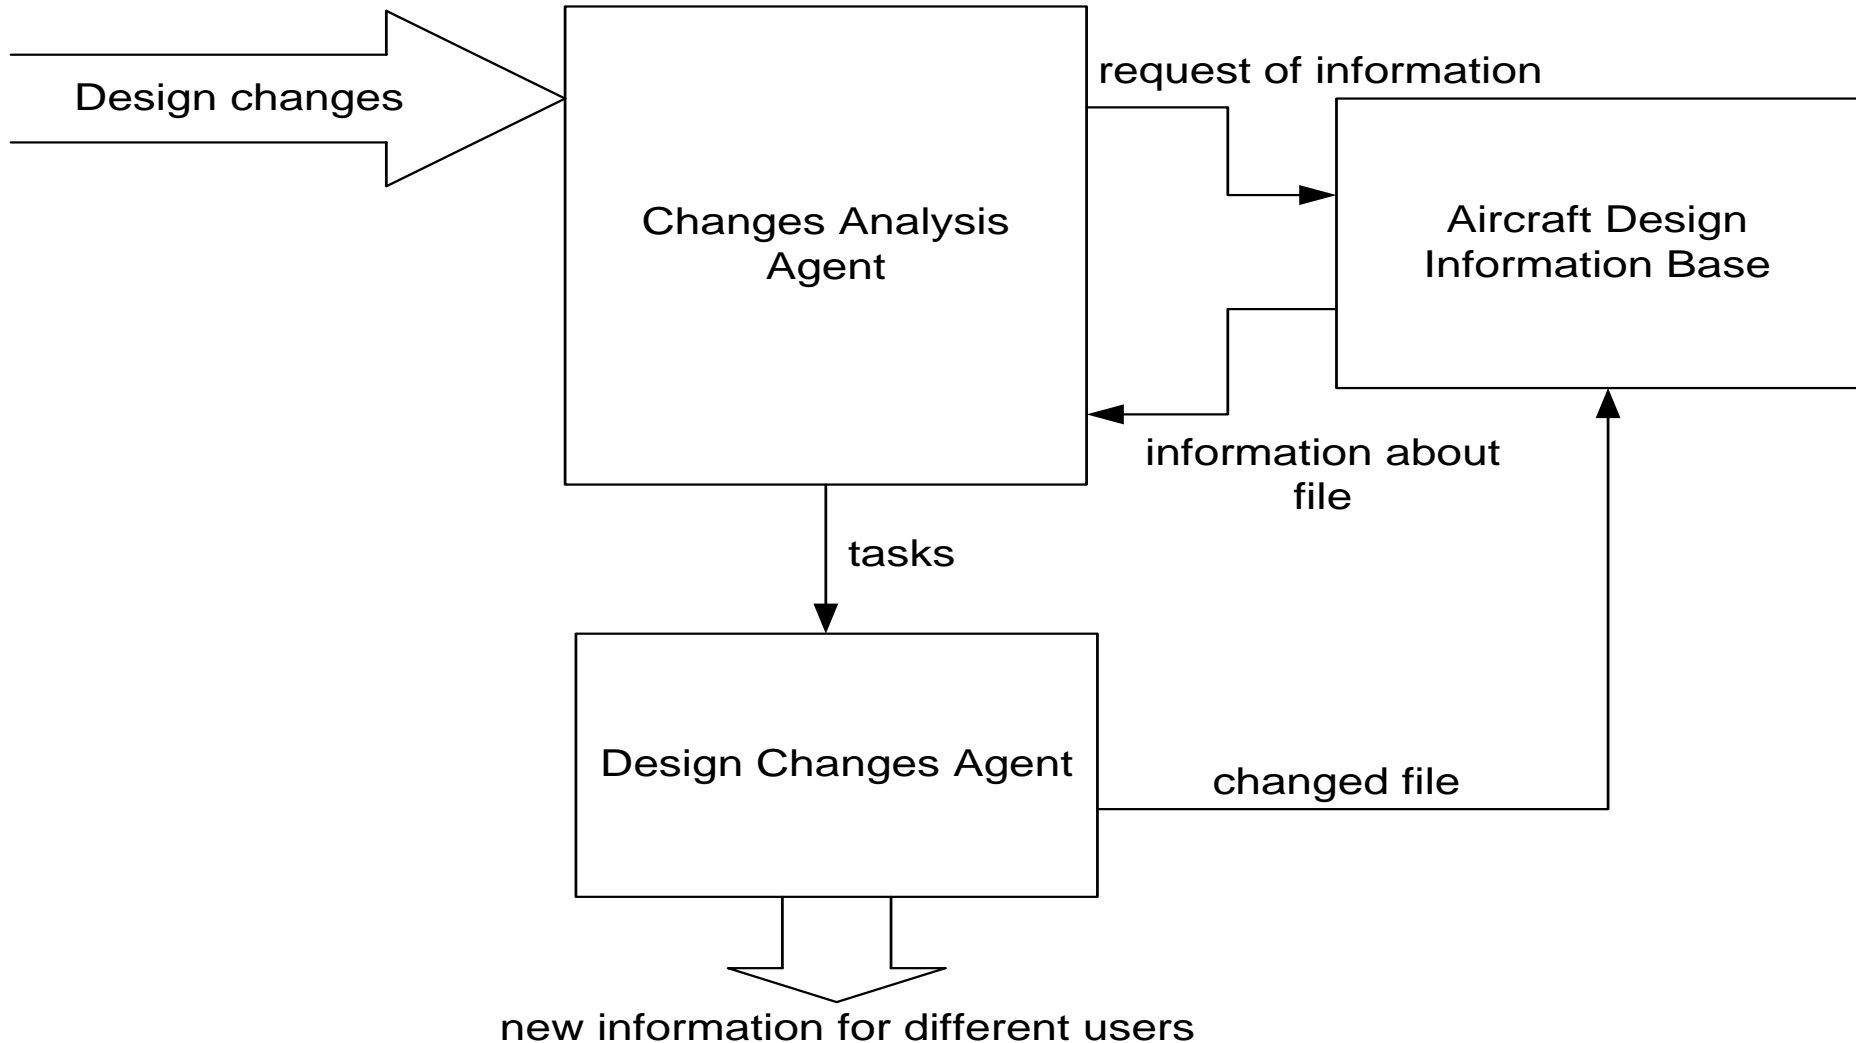 Design changes
request of information
Changes Analysis
Agent
Aircraft Design
Information Base
information about
file
tasks
Design Changes Agent
changed file
new information for different users